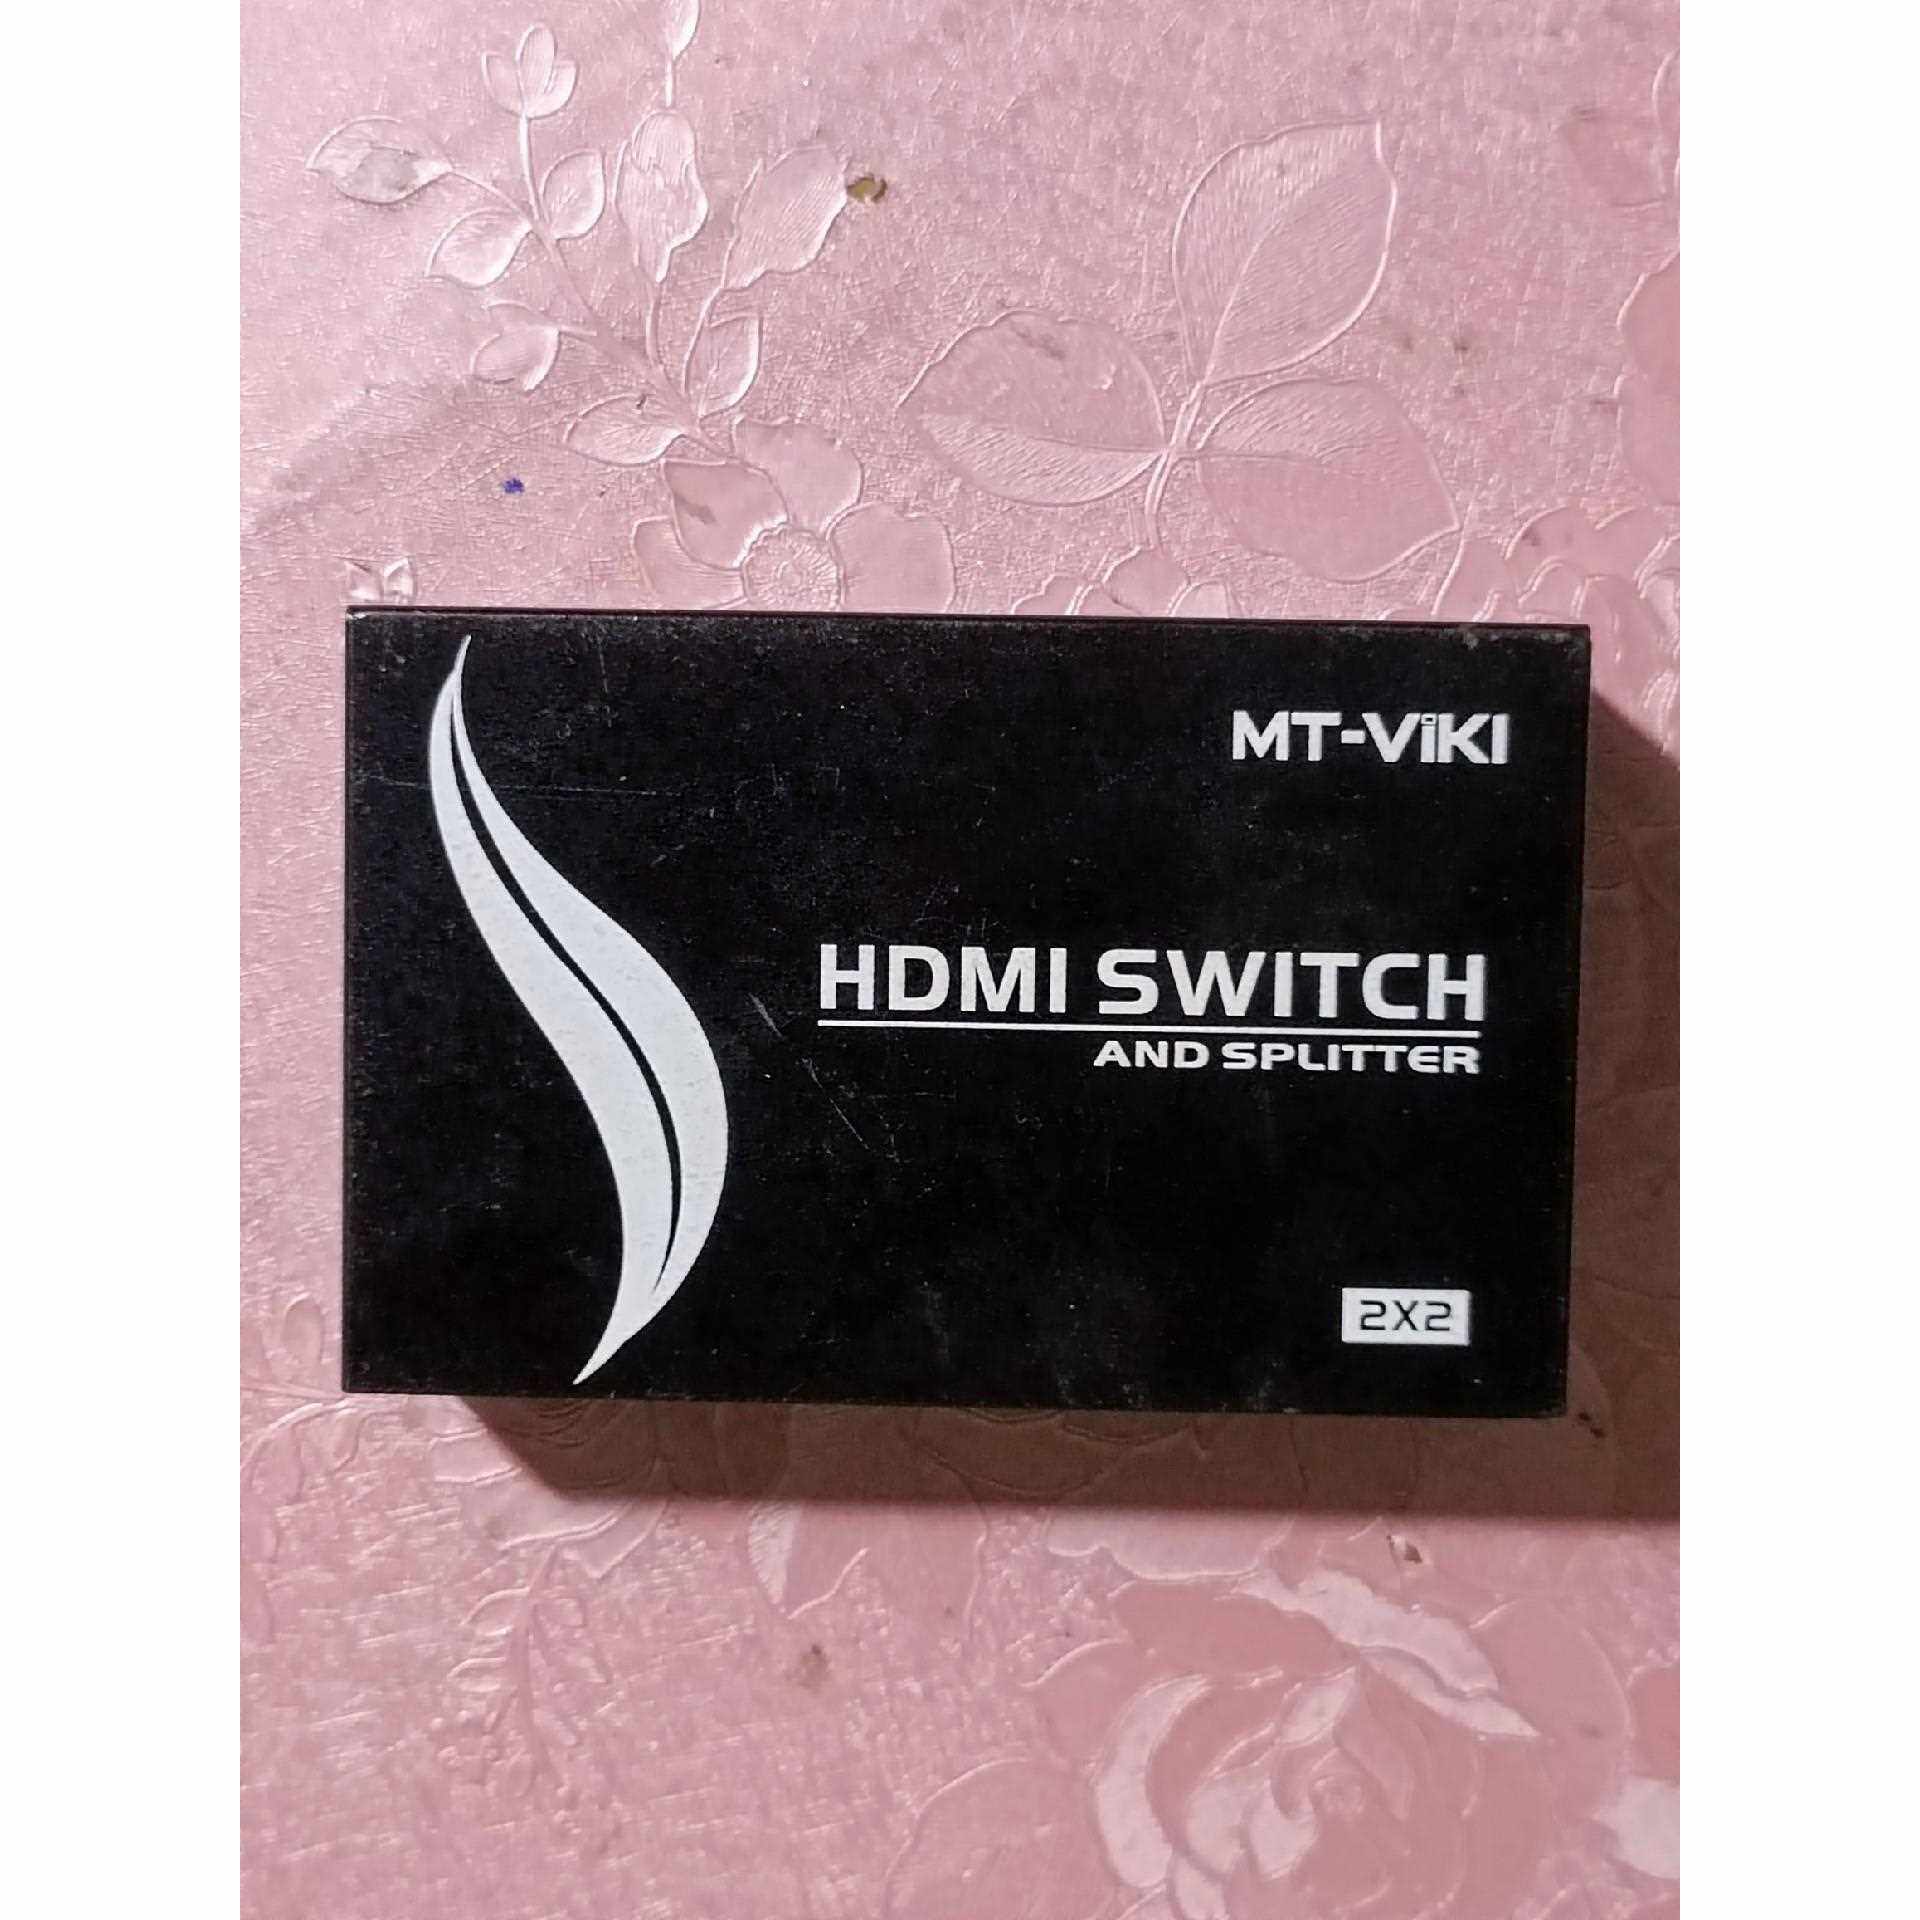 MT-ViKI
HDMI SWITCH
AND SPLITTER
2X2